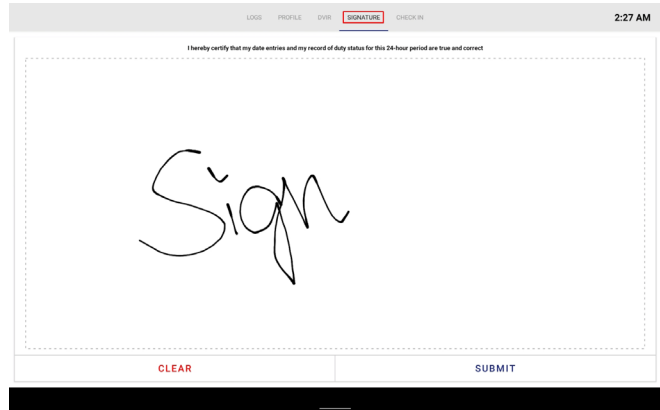 LOGS PROFILE DVIR SIGNATURE CHECK IN 2:27 AM
I hereby certify that my date entries and my record of duty status for this 24-hour period are true and correct
Sign
CLEAR SUBMIT